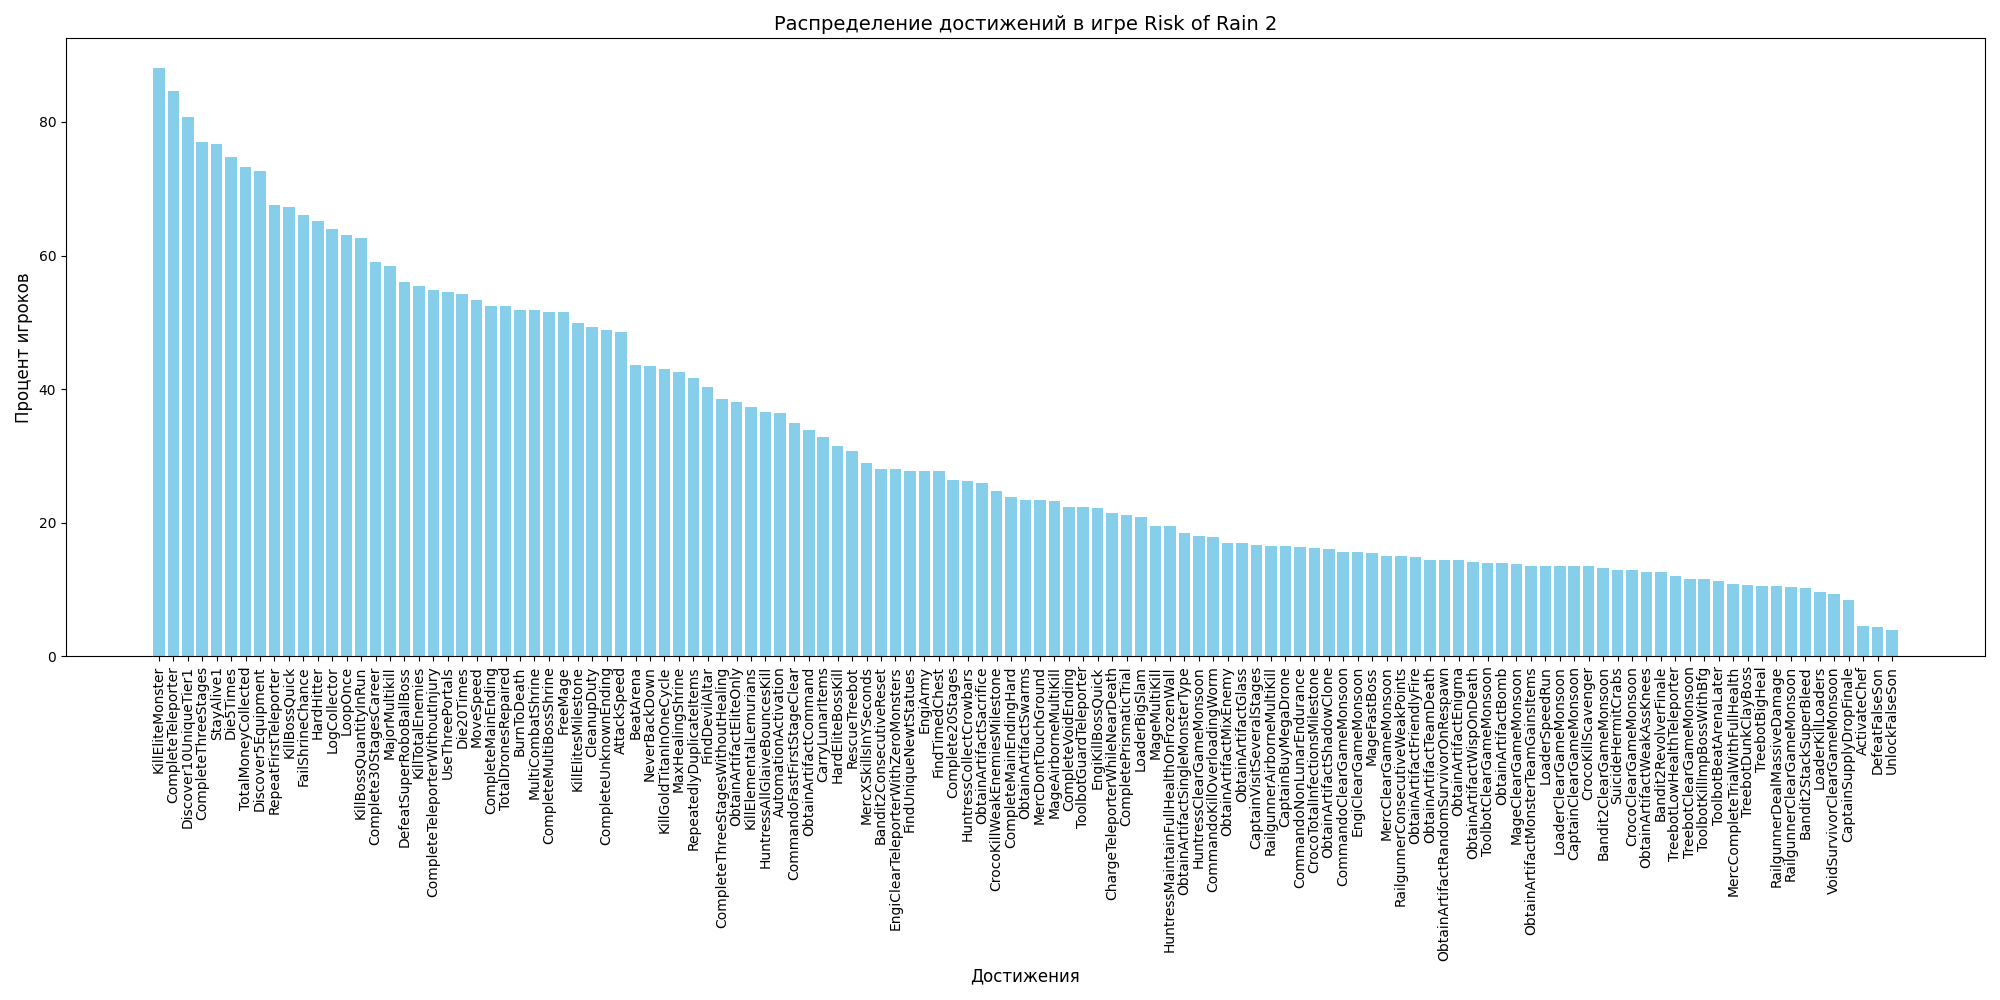 Распределение достижений в игре Risk of Rain 2
Процент игроков
80
60
40
20
0
KillEliteMonster
CompleteTeleporter
Discover10UniqueTier1
CompleteThreeStages
StayAlive1
Die5Times
TotalMoneyCollected
Discover5Equipment
RepeatFirstTeleporter
KillBossQuick
FailShrineChance
HardHitter
LogCollector
LoopOnce
KillBossQuantityInRun
Complete30StagesCareer
MajorMultikill
DefeatSuperRoboBallBoss
KillTotalEnemies
CompleteTeleporterWithoutInjury
UseThreePortals
Die20Times
MoveSpeed
CompleteMainEnding
TotalDronesRepaired
BurnToDeath
MultiCombatShrine
CompleteMultiBossShrine
FreeMage
KillElitesMilestone
CleanupDuty
CompleteUnknownEnding
AttackSpeed
BeatArena
NeverBackDown
KillGoldTitanInOneCycle
MaxHealingShrine
RepeatedlyDuplicateItems
FindDevilAltar
CompleteThreeStagesWithoutHealing
ObtainArtifactEliteOnly
KillElementalLemurians
HuntressAllGlaiveBouncesKill
AutomationActivation
CommandoFastFirstStageClear
ObtainArtifactCommand
CarryLunarItems
HardEliteBossKill
RescueTreebot
MercXSkillsInYSeconds
Bandit2ConsecutiveReset
EngiClearTeleporterWithZeroMonsters
FindUniqueNewtStatues
EngiArmy
FindTimedChest
Complete20Stages
HuntressCollectCrowbars
ObtainArtifactSacrifice
CrocoKillWeakEnemiesMilestone
CompleteMainEndingHard
ObtainArtifactSwarms
MercDontTouchGround
MageAirborneMultiKill
CompleteVoidEnding
ToolbotGuardTeleporter
EngiKillBossQuick
ChargeTeleporterWhileNearDeath
CompletePrismaticTrial
LoaderBigSlam
MageMultiKill
HuntressMaintainFullHealthOnFrozenWall
ObtainArtifactSingleMonsterType
HuntressClearGameMonsoon
CommandoKillOverloadingWorm
ObtainArtifactMixEnemy
ObtainArtifactGlass
CaptainVisitSeveralStages
RailgunnerAirborneMultiKill
CaptainBuyMegaDrone
CommandoNonLunarEndurance
CrocoTotalInfectionsMilestone
ObtainArtifactShadowClone
CommandoClearGameMonsoon
EngiClearGameMonsoon
MageFastBoss
MercClearGameMonsoon
RailgunnerConsecutiveWeakPoints
ObtainArtifactFriendlyFire
ObtainArtifactTeamDeath
ObtainArtifactRandomSurvivorOnRespawn
ObtainArtifactEnigma
ObtainArtifactWispOnDeath
ToolbotClearGameMonsoon
ObtainArtifactBomb
MageClearGameMonsoon
ObtainArtifactMonsterTeamGainsItems
LoaderSpeedRun
LoaderClearGameMonsoon
CaptainClearGameMonsoon
CrocoKillScavenger
Bandit2ClearGameMonsoon
SuicideHermitCrabs
CrocoClearGameMonsoon
ObtainArtifactWeakAssKnees
Bandit2RevolverFinale
TreebotLowHealthTeleporter
TreebotClearGameMonsoon
ToolbotKillImpBossWithBfg
ToolbotBeatArenaLater
MercCompleteTrialWithFullHealth
TreebotDunkClayBoss
TreebotBigHeal
RailgunnerDealMassiveDamage
RailgunnerClearGameMonsoon
Bandit2StackSuperBleed
LoaderKillLoaders
VoidSurvivorClearGameMonsoon
CaptainSupplyDropFinale
ActivateChef
DefeatFalseSon
UnlockFalseSon
Достижения